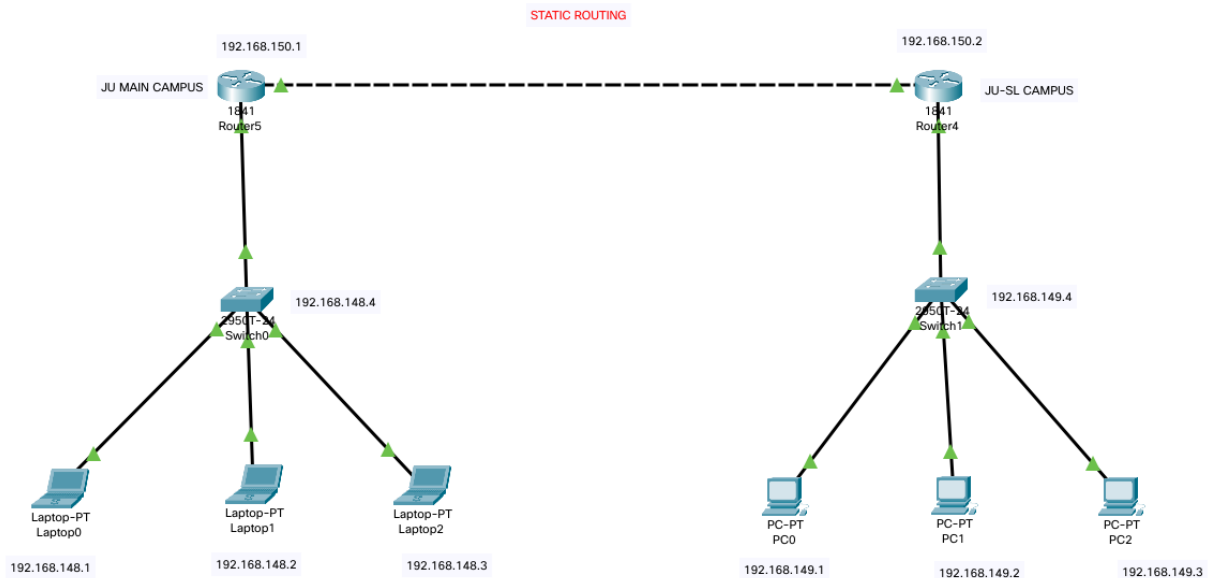 STATIC ROUTING
192.168.150.1
192.168.150.2
JU MAIN CAMPUS
JU-SL CAMPUS
1841
Router5
1841
Router4
192.168.148.4
192.168.149.4
2950T-24
Switch0
2950T-24
Switch1
Laptop-PT
Laptop0
Laptop-PT
Laptop1
Laptop-PT
Laptop2
PC-PT
PC0
PC-PT
PC1
PC-PT
PC2
192.168.148.1
192.168.148.2
192.168.148.3
192.168.149.1
192.168.149.2
192.168.149.3